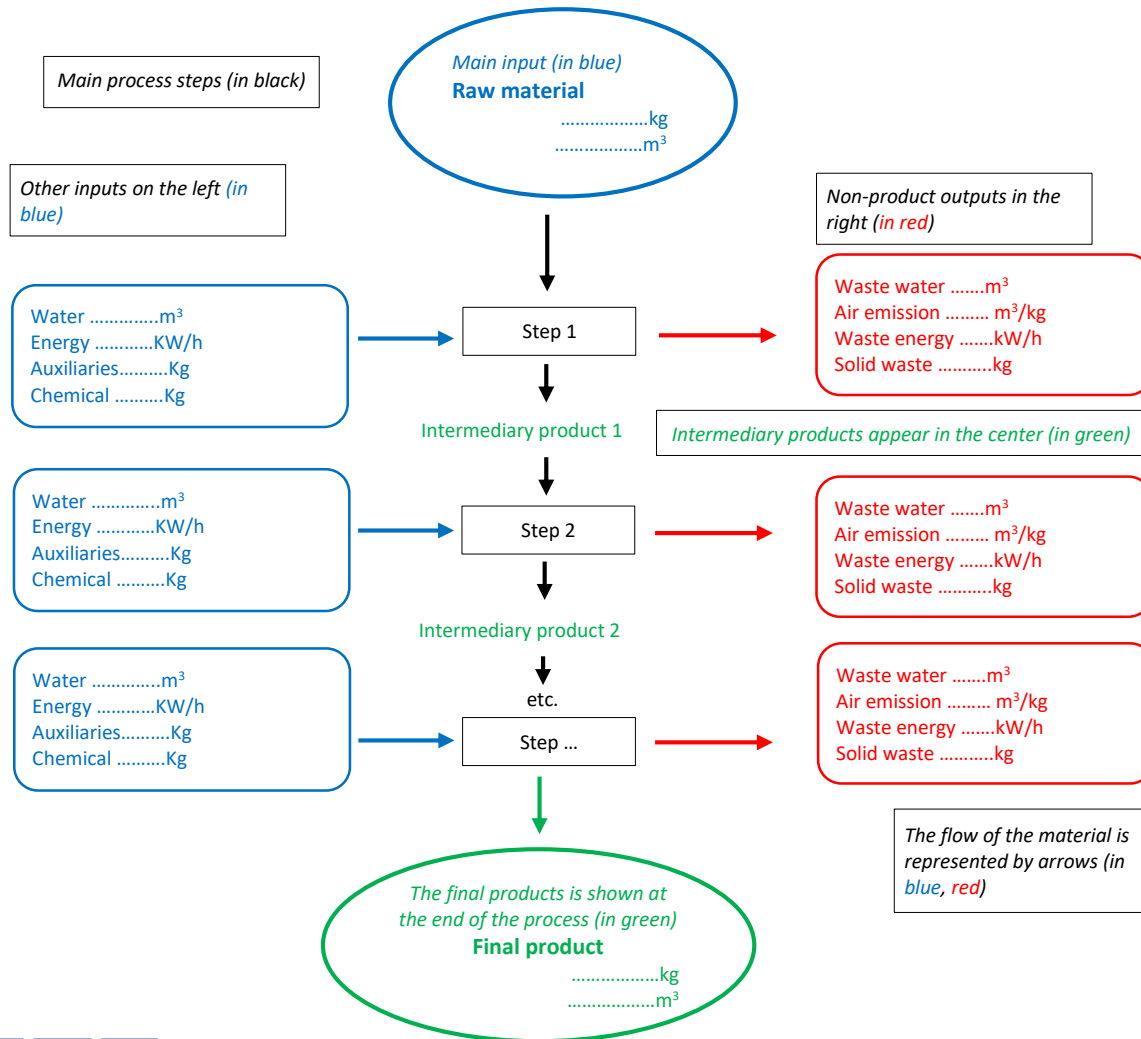 Main input (in blue)
Raw material
………………kg
………………..m³
Main process steps (in black)
Other inputs on the left (in
blue)
Non-product outputs in the
right (in red)
Water …………..m³
Energy …………KW/h
Auxiliaries……….Kg
Chemical ……….Kg
Step 1
Waste water …….m³
Air emission ……… m³/kg
Waste energy …….kW/h
Solid waste ………..kg
Intermediary product 1
Intermediary products appear in the center (in green)
Water …………..m³
Energy …………KW/h
Auxiliaries……….Kg
Chemical ……….Kg
Step 2
Waste water …….m³
Air emission ……… m³/kg
Waste energy …….kW/h
Solid waste ………..kg
Intermediary product 2
Water …………..m³
Energy …………KW/h
Auxiliaries……….Kg
Chemical ……….Kg
etc.
Step …
Waste water …….m³
Air emission ……… m³/kg
Waste energy …….kW/h
Solid waste ………..kg
The flow of the material is
represented by arrows (in
blue, red)
The final products is shown at
the end of the process (in green)
Final product
………………kg
………………..m³